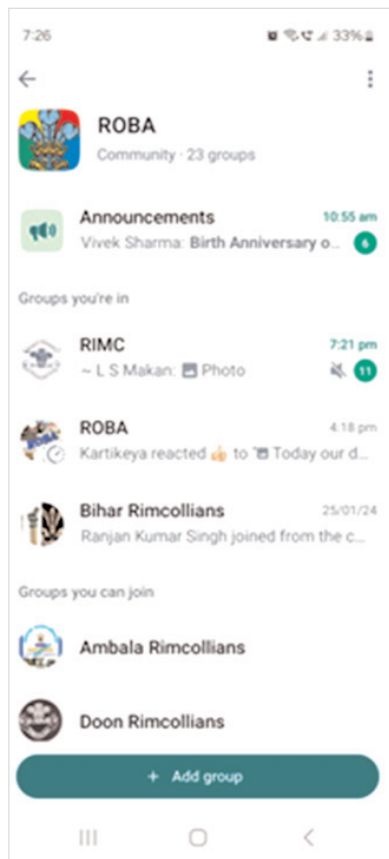 7:26 33%
ROBA
Community · 23 groups
Announcements 10:55 am
Vivek Sharma: Birth Anniversary o... 6
Groups you're in
RIMC 7:21 pm
~ L S Makan: Photo 11
ROBA 4:18 pm
Kartikeya reacted 👍 to "Today our d...
Bihar Rimcollians 25/01/24
Ranjan Kumar Singh joined from the c...
Groups you can join
Ambala Rimcollians
Doon Rimcollians
+ Add group